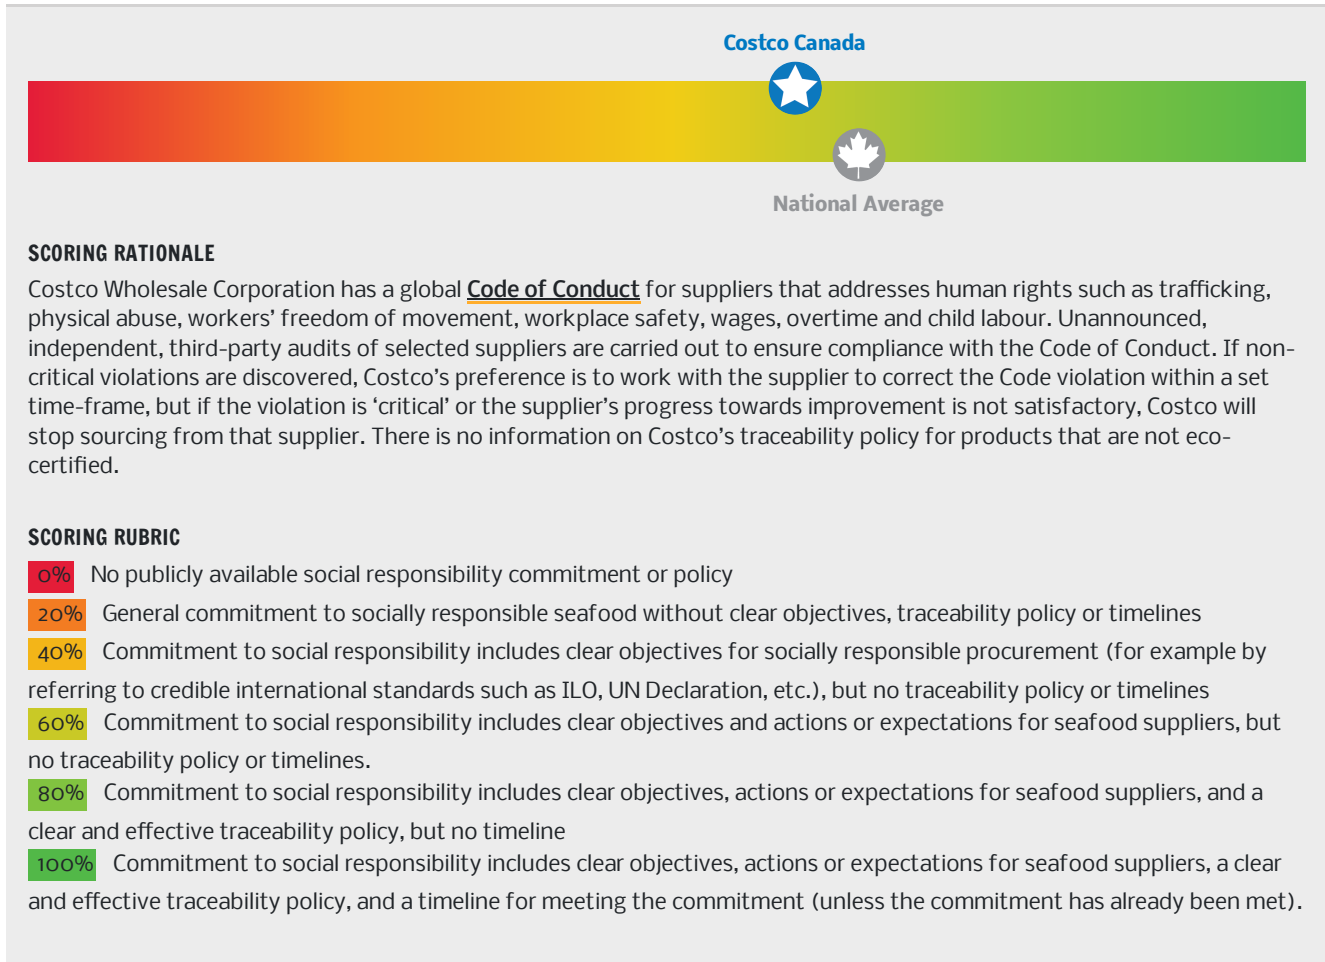 Costco Canada
National Average
SCORING RATIONALE
Costco Wholesale Corporation has a global Code of Conduct for suppliers that addresses human rights such as trafficking,
physical abuse, workers’ freedom of movement, workplace safety, wages, overtime and child labour. Unannounced,
independent, third-party audits of selected suppliers are carried out to ensure compliance with the Code of Conduct. If non-
critical violations are discovered, Costco’s preference is to work with the supplier to correct the Code violation within a set
time-frame, but if the violation is ‘critical’ or the supplier’s progress towards improvement is not satisfactory, Costco will
stop sourcing from that supplier. There is no information on Costco’s traceability policy for products that are not eco-
certified.
SCORING RUBRIC
0% No publicly available social responsibility commitment or policy
20% General commitment to socially responsible seafood without clear objectives, traceability policy or timelines
40% Commitment to social responsibility includes clear objectives for socially responsible procurement (for example by
referring to credible international standards such as ILO, UN Declaration, etc.), but no traceability policy or timelines
60% Commitment to social responsibility includes clear objectives and actions or expectations for seafood suppliers, but
no traceability policy or timelines.
80% Commitment to social responsibility includes clear objectives, actions or expectations for seafood suppliers, and a
clear and effective traceability policy, but no timeline
100% Commitment to social responsibility includes clear objectives, actions or expectations for seafood suppliers, a clear
and effective traceability policy, and a timeline for meeting the commitment (unless the commitment has already been met).